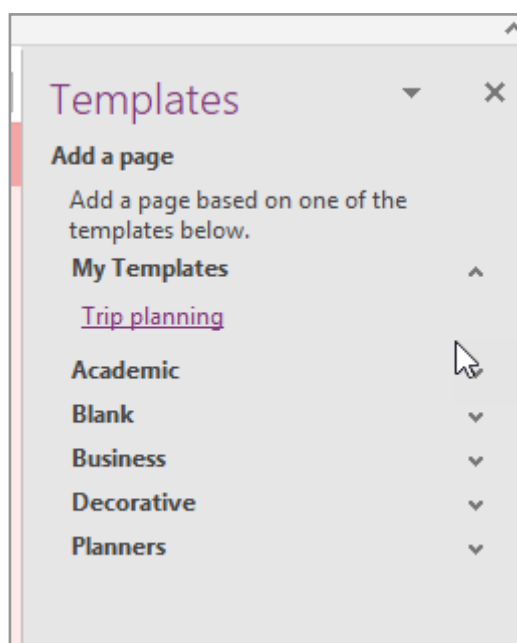 Templates
Add a page
Add a page based on one of the
templates below.
My Templates
Trip planning
Academic
Blank
Business
Decorative
Planners